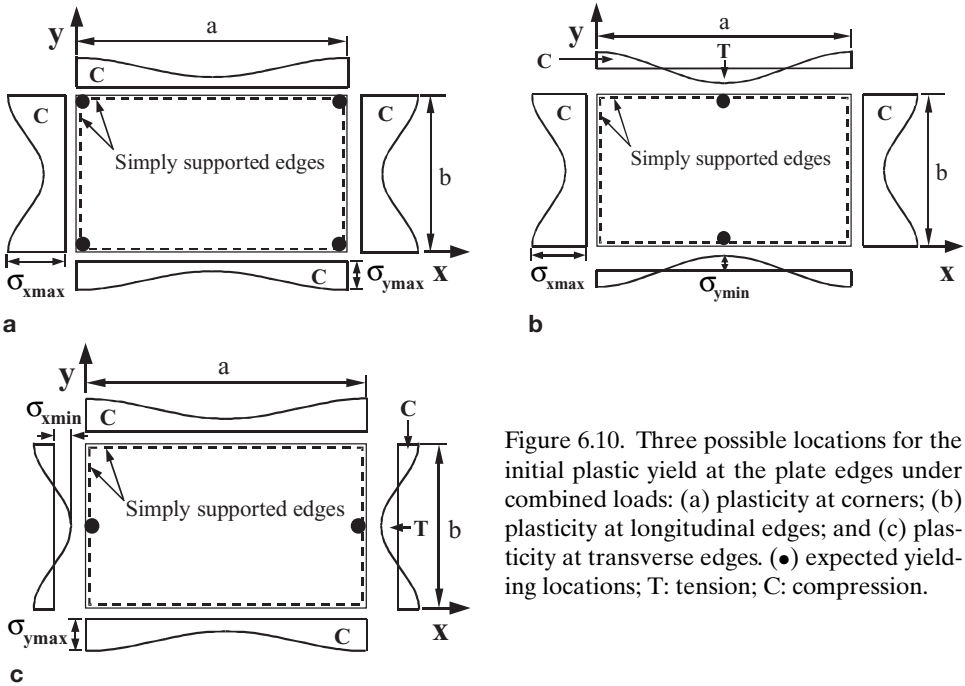 y
a
C
C
C
Simply supported edges
b
C
x
σxmax
σymax
a
y
a
C
T
C
C
Simply supported edges
b
x
σxmax
σymin
b
y
a
C
σxmin
C
Simply supported edges
T
b
x
σymax
C
c
Figure 6.10. Three possible locations for the
initial plastic yield at the plate edges under
combined loads: (a) plasticity at corners; (b)
plasticity at longitudinal edges; and (c) plas-
ticity at transverse edges. (●) expected yield-
ing locations; T: tension; C: compression.